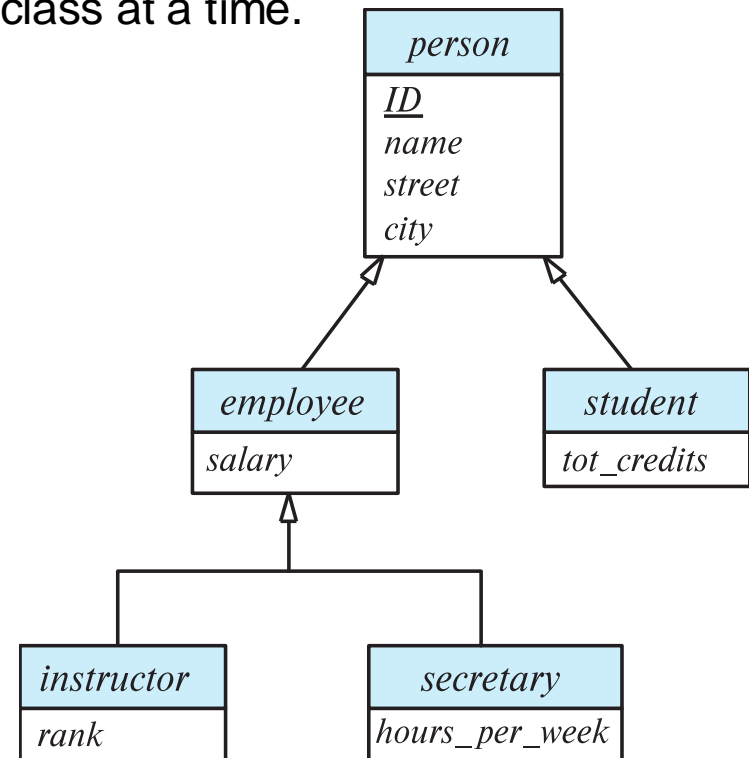 class at a time.
person
ID
name
street
city
employee
salary
student
tot_credits
instructor
rank
secretary
hours_per_week